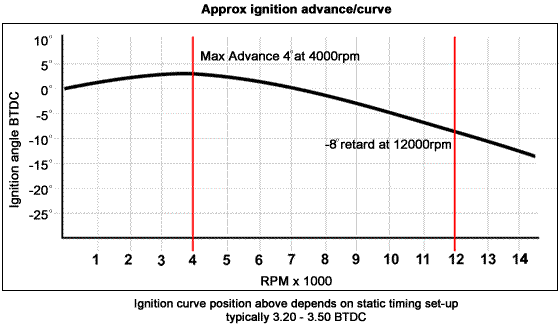 Approx ignition advance/curve
Ignition angle BTDC
10°
5°
0°
-5°
-10°
-15°
-20°
-25°
Max Advance 4° at 4000rpm
-8° retard at 12000rpm
1 2 3 4 5 6 7 8 9 10 11 12 13 14
RPM x 1000
Ignition curve position above depends on static timing set-up
typically 3.20 - 3.50 BTDC